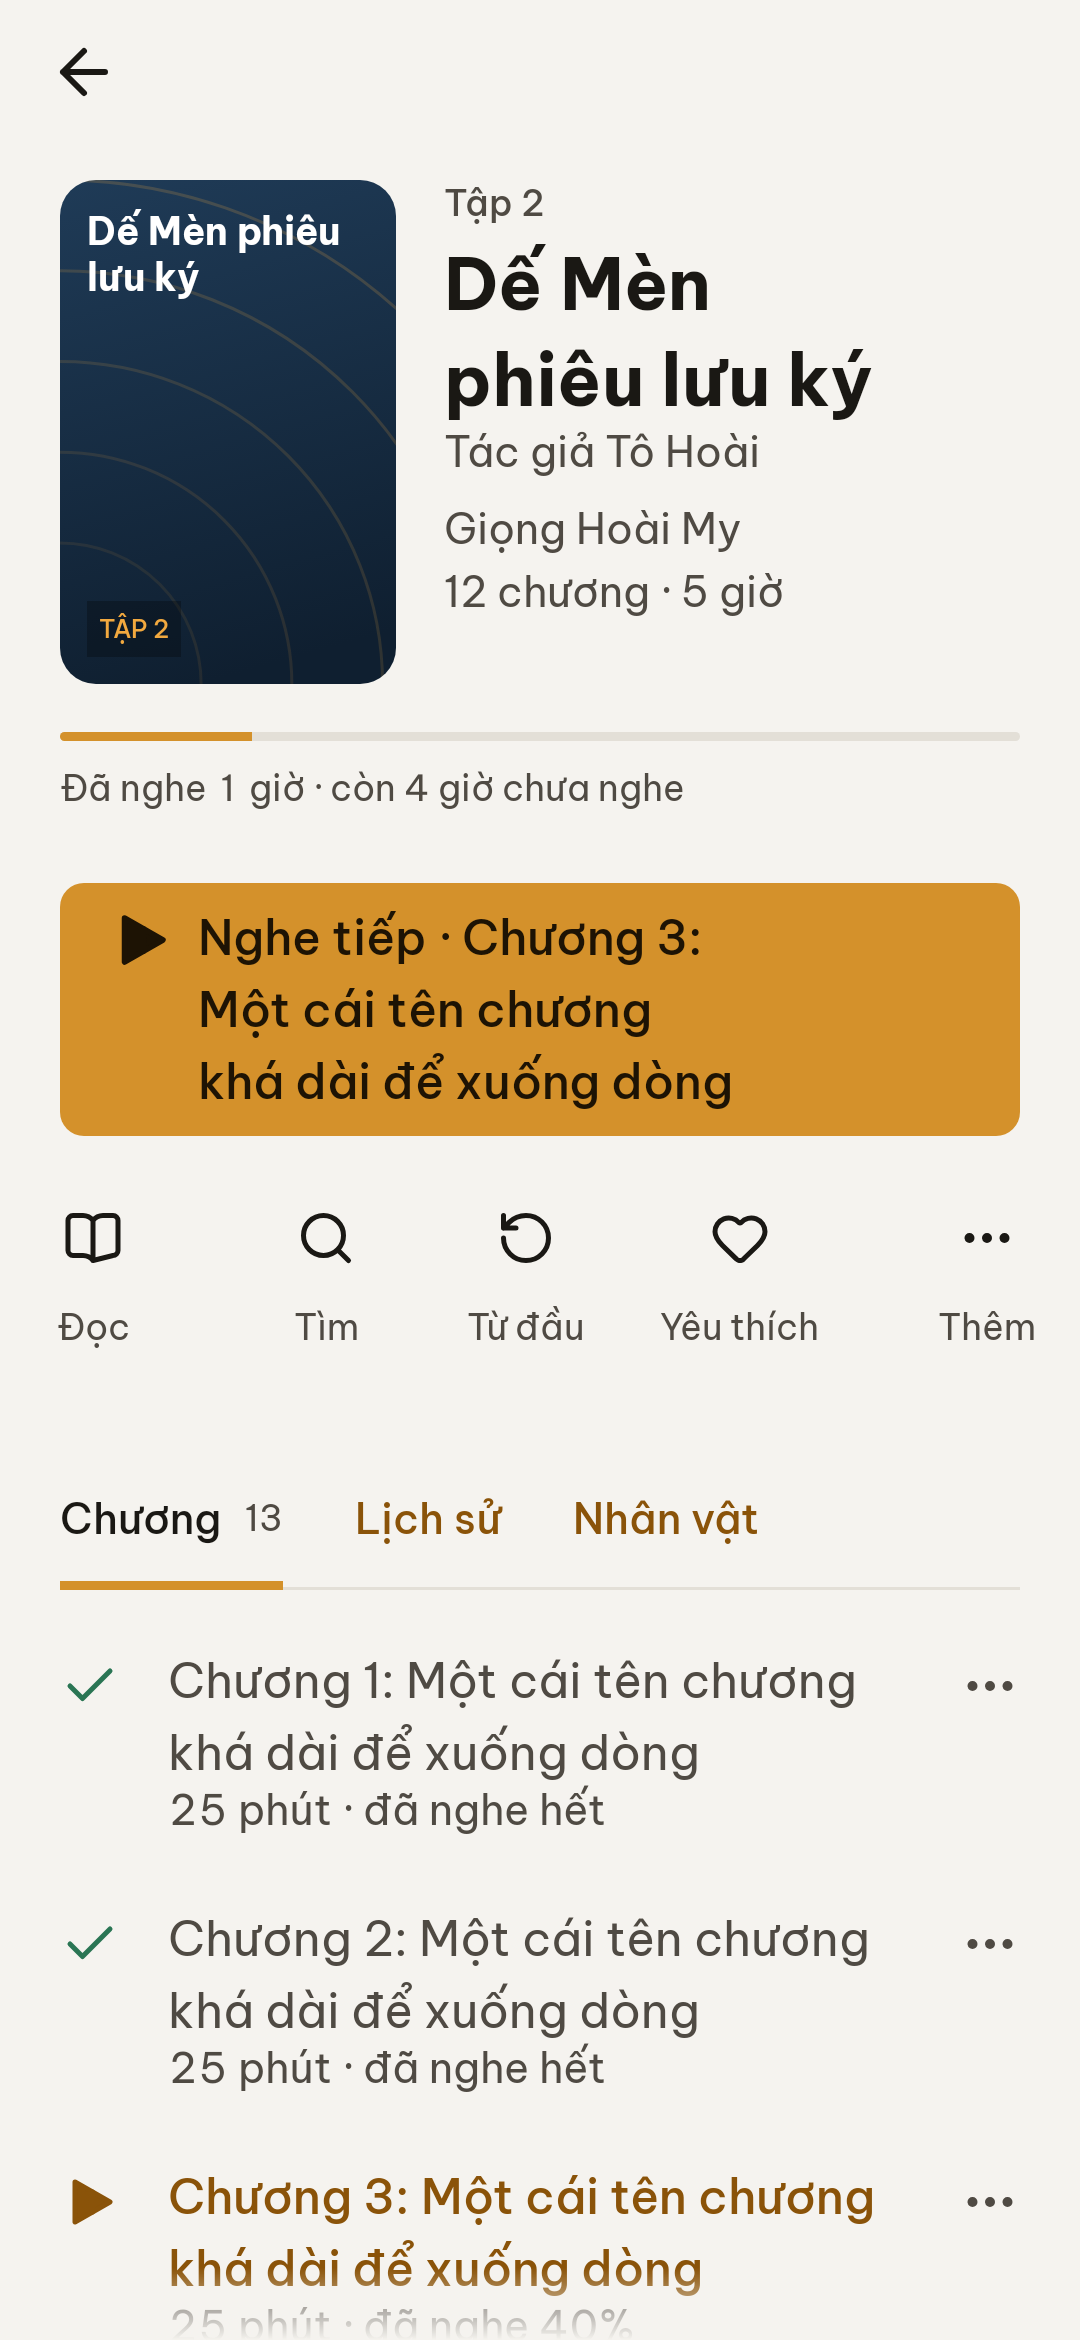 Dế Mèn phiêu
lưu ký
TẬP 2
Tập 2
Dế Mèn
phiêu lưu ký
Tác giả Tô Hoài
Giọng Hoài My
12 chương · 5 giờ
Đã nghe 1 giờ · còn 4 giờ chưa nghe
Nghe tiếp · Chương 3:
Một cái tên chương
khá dài để xuống dòng
Đọc
Tìm
Từ đầu
Yêu thích
Thêm
Chương 13
Lịch sử
Nhân vật
Chương 1: Một cái tên chương
khá dài để xuống dòng
25 phút · đã nghe hết
Chương 2: Một cái tên chương
khá dài để xuống dòng
25 phút · đã nghe hết
Chương 3: Một cái tên chương
khá dài để xuống dòng
25 phút · đã nghe 40%